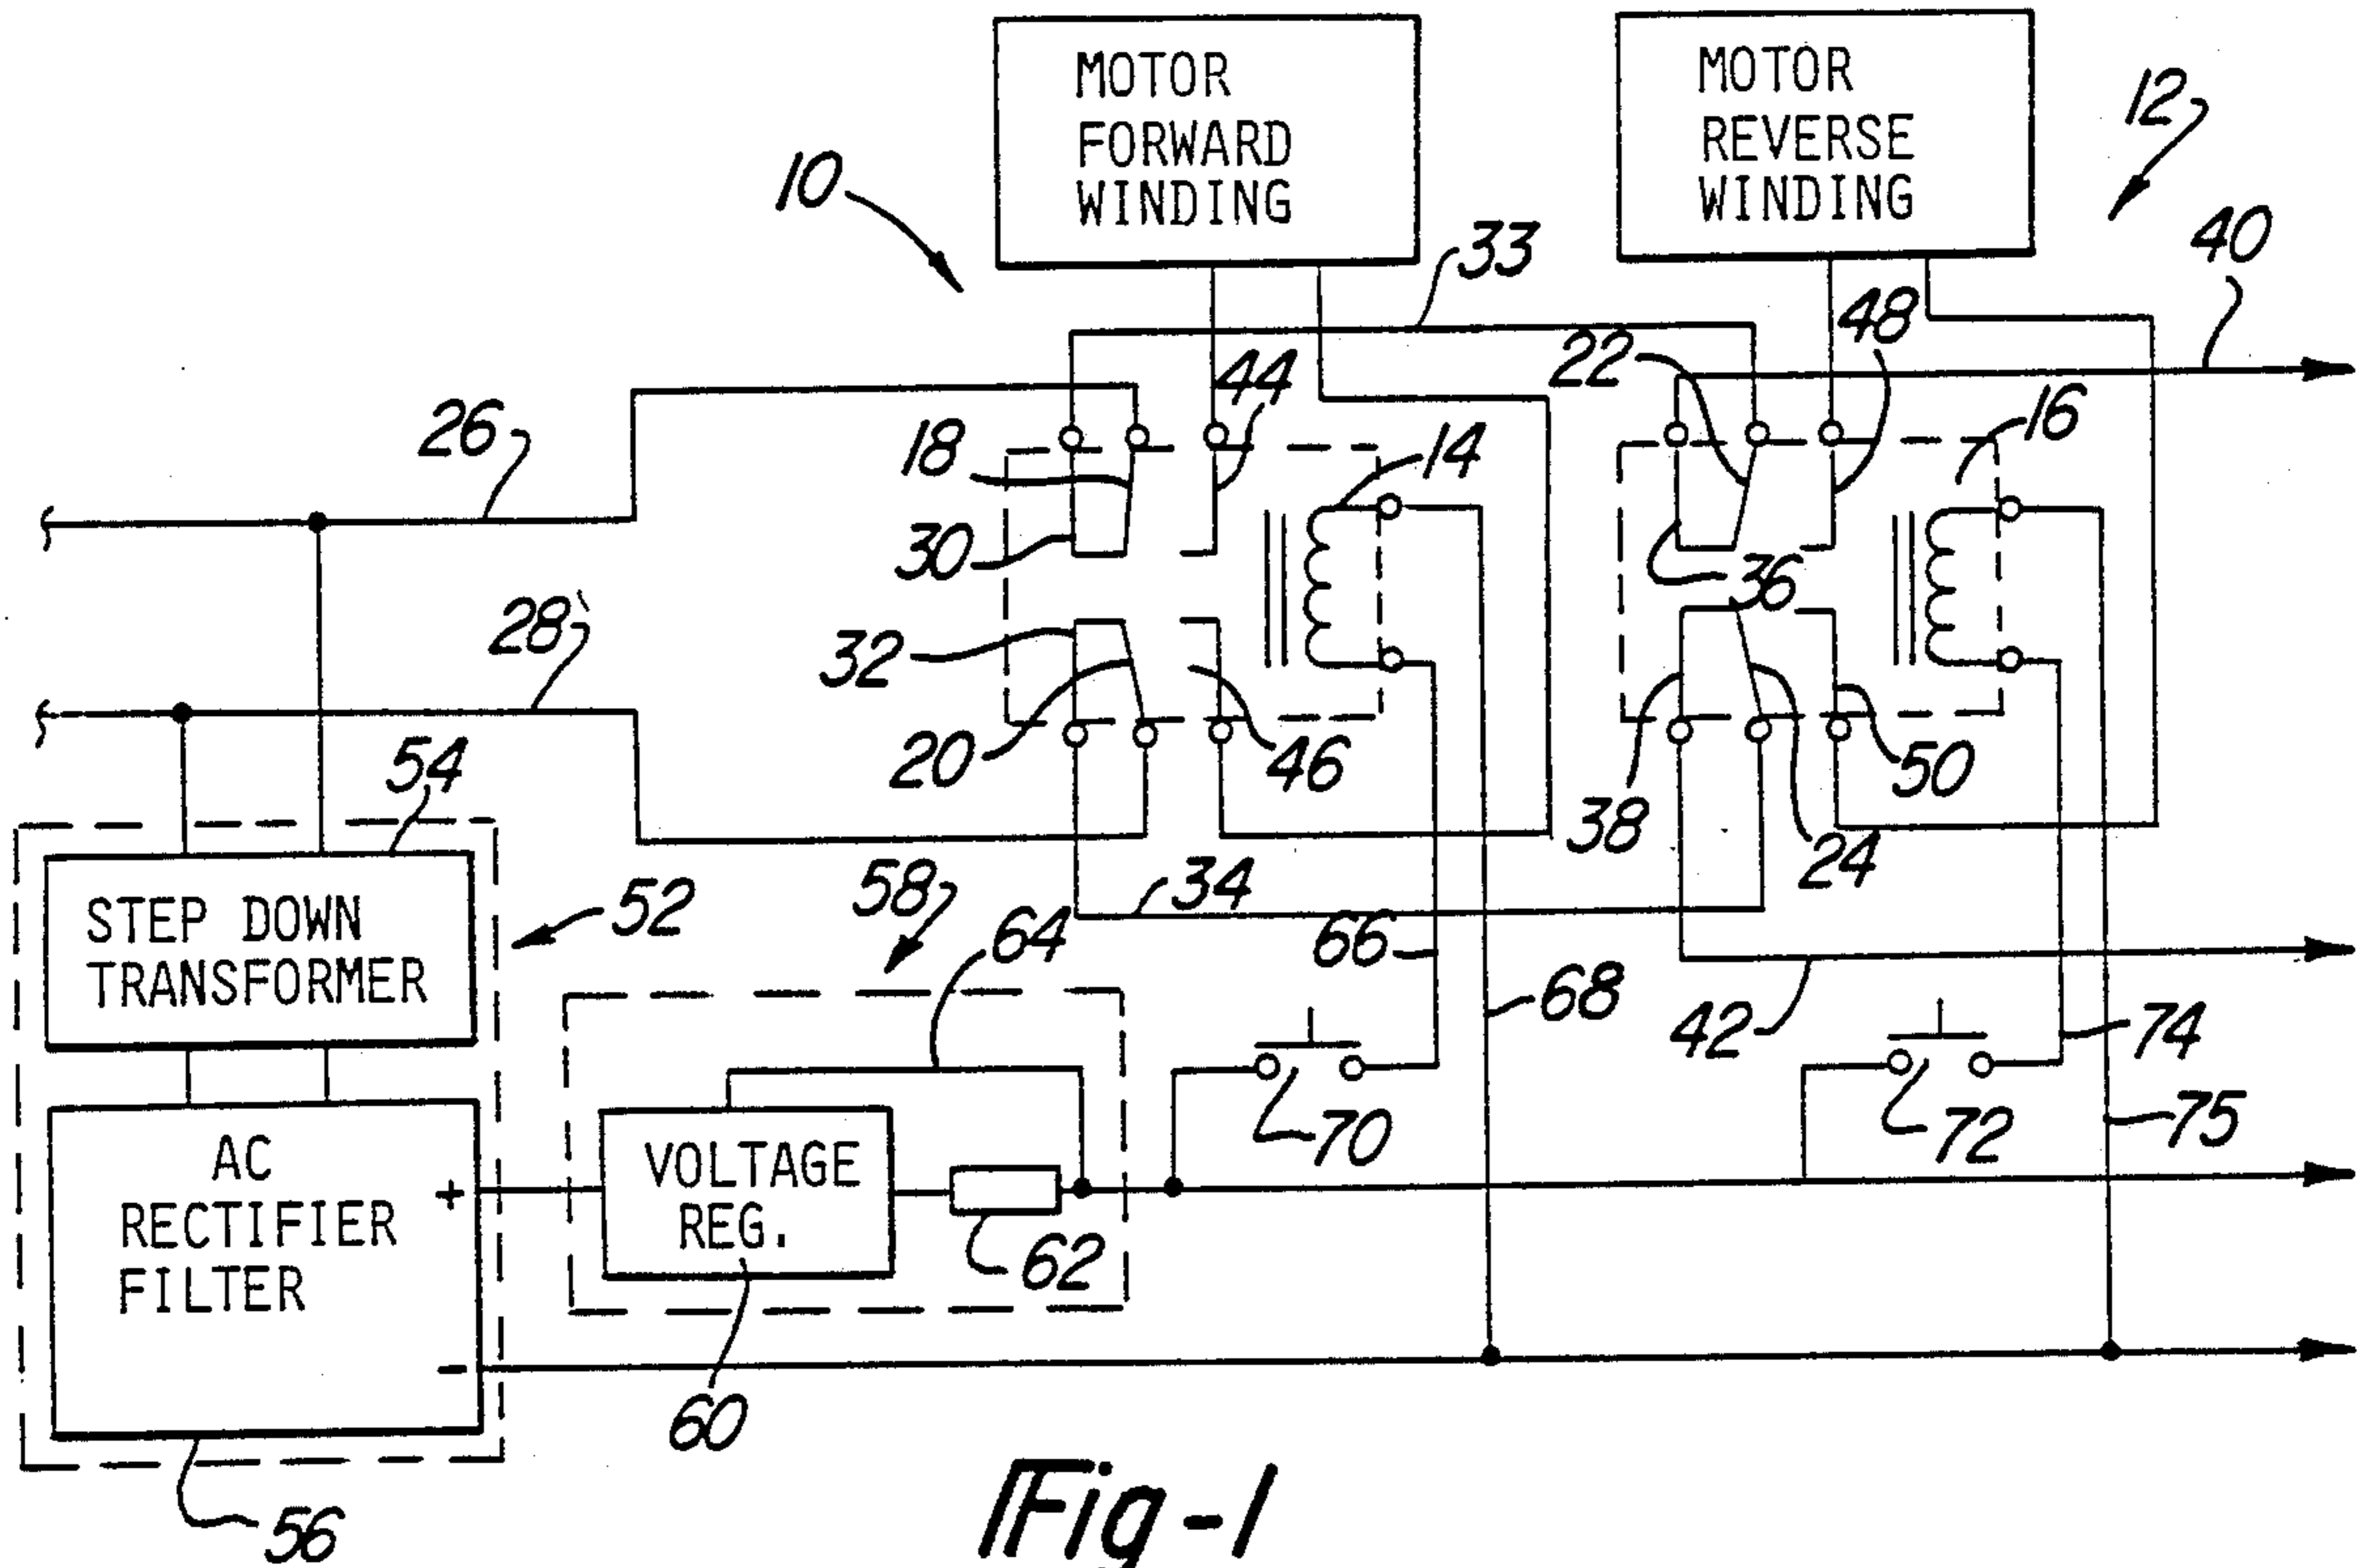 MOTOR
FORWARD
WINDING
MOTOR
REVERSE
WINDING
12
10
33
40
48
22
44
26
18
14
16
30
36
28
32
20
46
54
38
50
24
52
58
34
64
66
68
42
74
STEP DOWN
TRANSFORMER
70
72
75
AC
RECTIFIER
FILTER
+
-
VOLTAGE
REG.
62
60
56
Fig-1